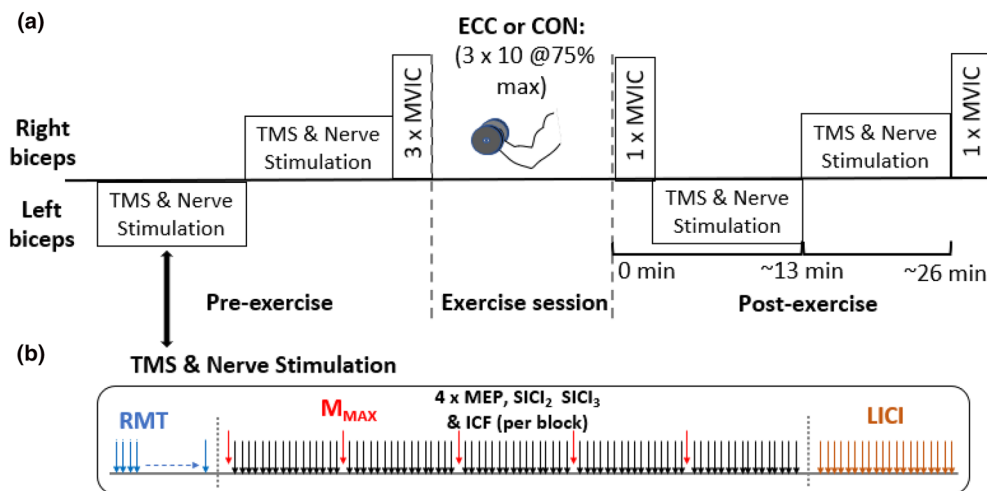 (a)
ECC or CON:
(3 x 10 @75%
max)
Right
biceps
TMS & Nerve
Stimulation
3 x MVIC
1 x MVIC
TMS & Nerve
Stimulation
1 x MVIC
Left
biceps
TMS & Nerve
Stimulation
TMS & Nerve
Stimulation
0 min
~13 min
~26 min
Pre-exercise
Exercise session
Post-exercise
(b)
TMS & Nerve Stimulation
RMT
MMAX
4 x MEP, SICI2 SICI3
& ICF (per block)
LICI